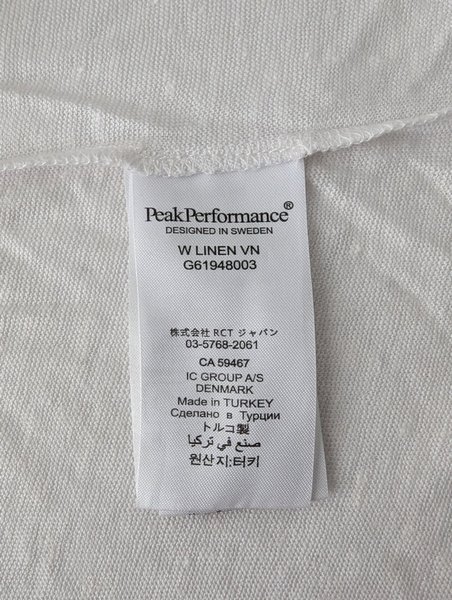 PeakPerformance®
DESIGNED IN SWEDEN
W LINEN VN
G61948003
株式会社 RCT ジャパン
03-5768-2061
CA 59467
IC GROUP A/S
DENMARK
Made in TURKEY
Сделано в Турции
トルコ製
صنع في تركيا
원산지:터키